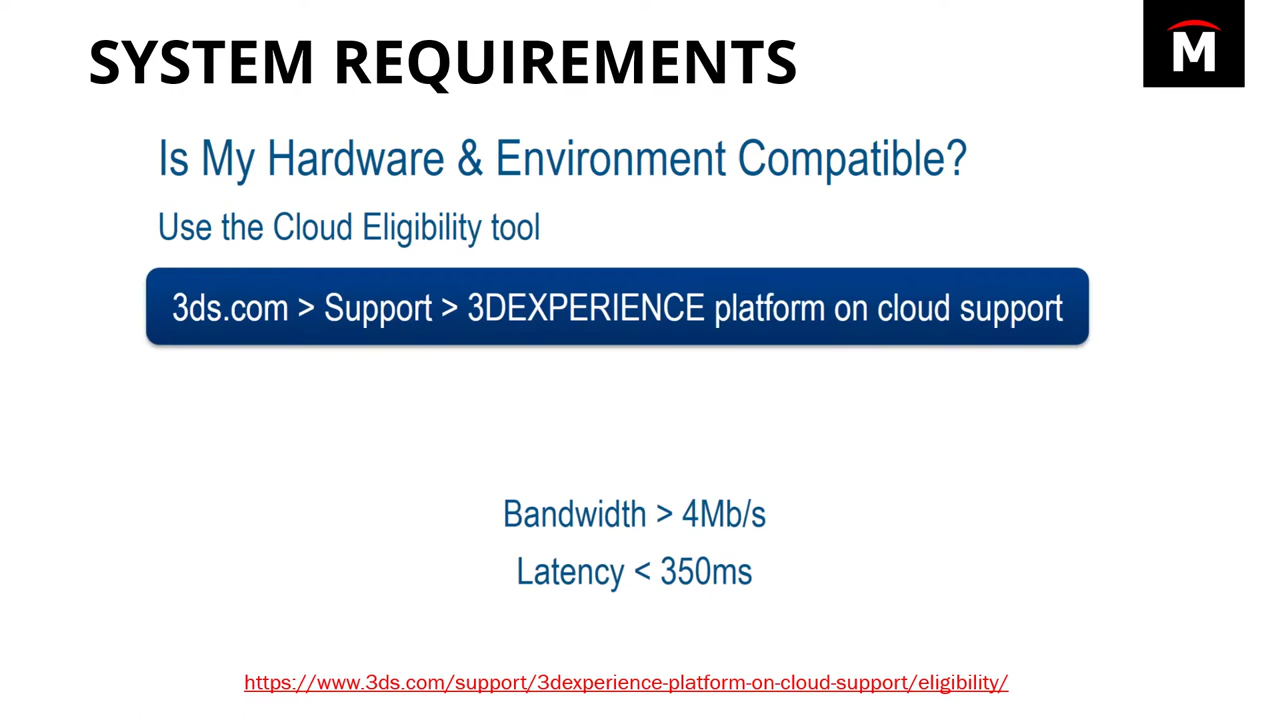 SYSTEM REQUIREMENTS
M
Is My Hardware & Environment Compatible?
Use the Cloud Eligibility tool
3ds.com > Support > 3DEXPERIENCE platform on cloud support
Bandwidth > 4Mb/s
Latency < 350ms
https://www.3ds.com/support/3dexperience-platform-on-cloud-support/eligibility/